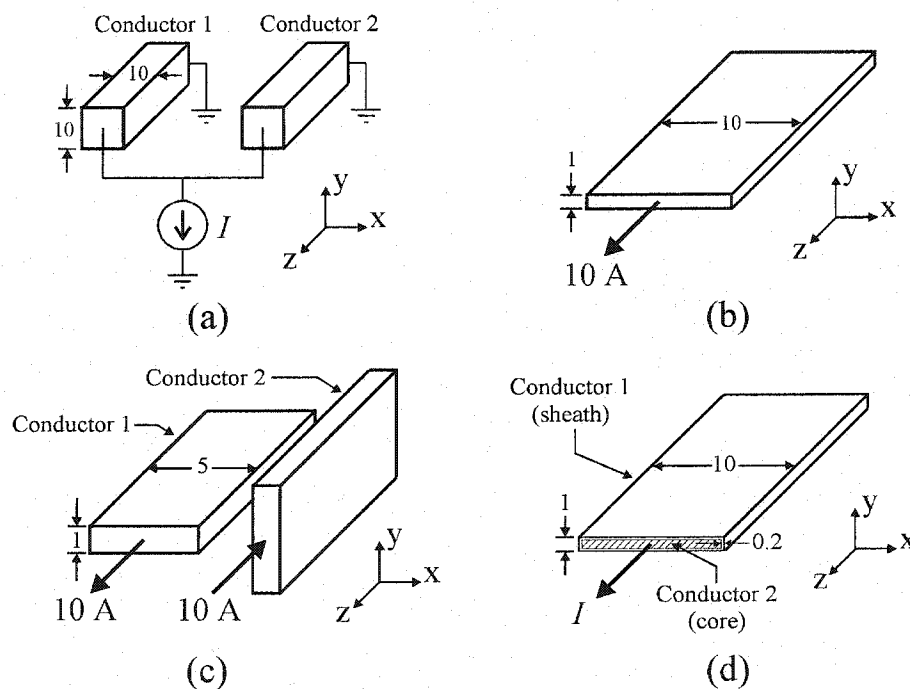 Conductor 1 Conductor 2
10
10
I
y
x
z
(a)
10
1
10 A
y
x
z
(b)
Conductor 2
Conductor 1
5
1
10 A 10 A
y
x
z
(c)
Conductor 1
(sheath)
10
1
0.2
I
Conductor 2
(core)
y
x
z
(d)